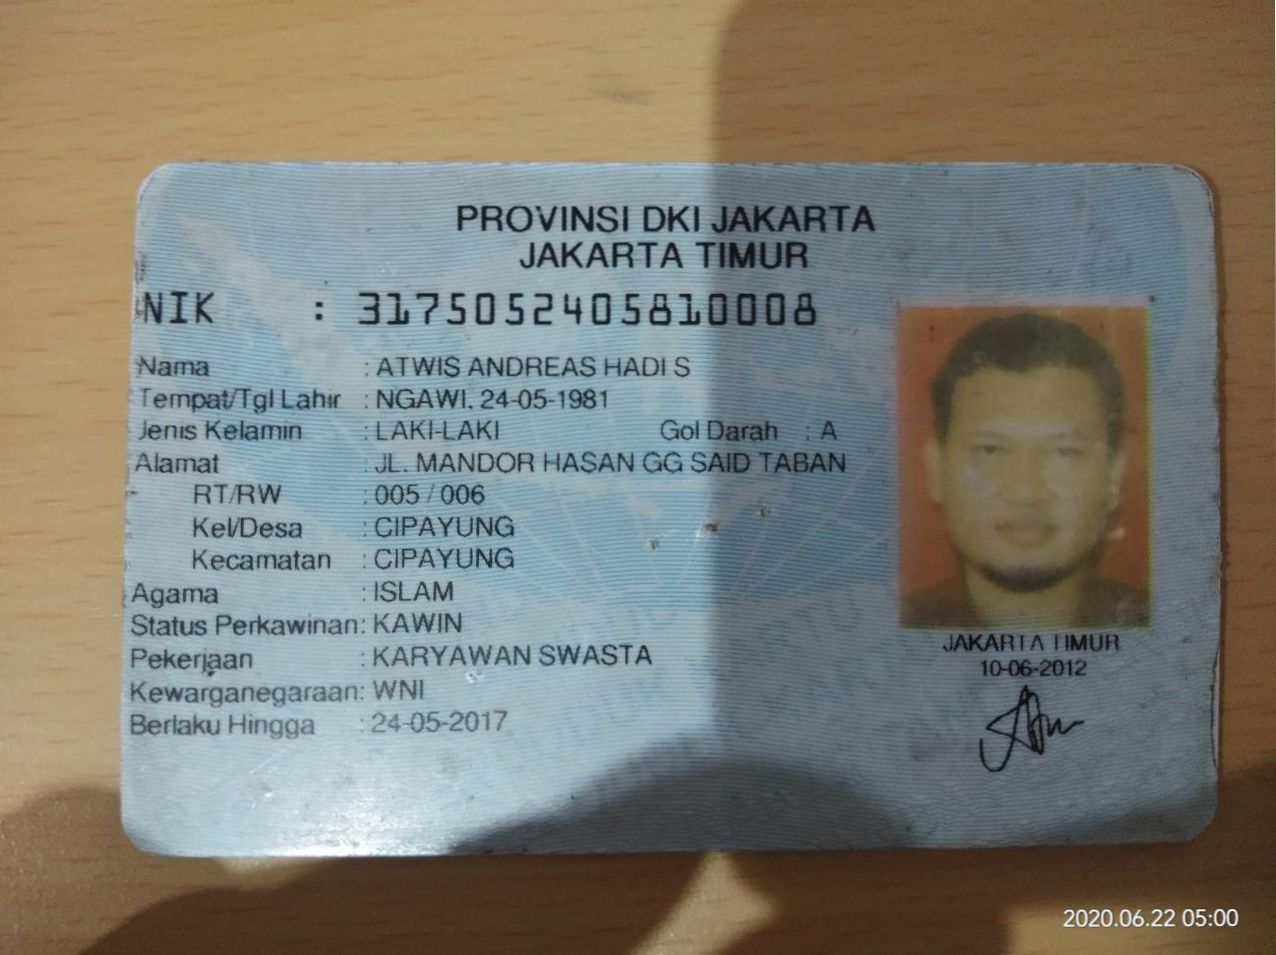 PROVINSI DKI JAKARTA
JAKARTA TIMUR
NIK : 3175052405810008
Nama : ATWIS ANDREAS HADI S
Tempat/Tgl Lahir : NGAWI, 24-05-1981
Jenis Kelamin : LAKI-LAKI Gol Darah : A
Alamat : JL. MANDOR HASAN GG SAID TABAN
RT/RW : 005 / 006
Kel/Desa : CIPAYUNG
Kecamatan : CIPAYUNG
Agama : ISLAM
Status Perkawinan: KAWIN
Pekerjaan : KARYAWAN SWASTA
Kewarganegaraan: WNI
Berlaku Hingga : 24-05-2017
JAKARTA TIMUR
10-06-2012
2020.06.22 05:00